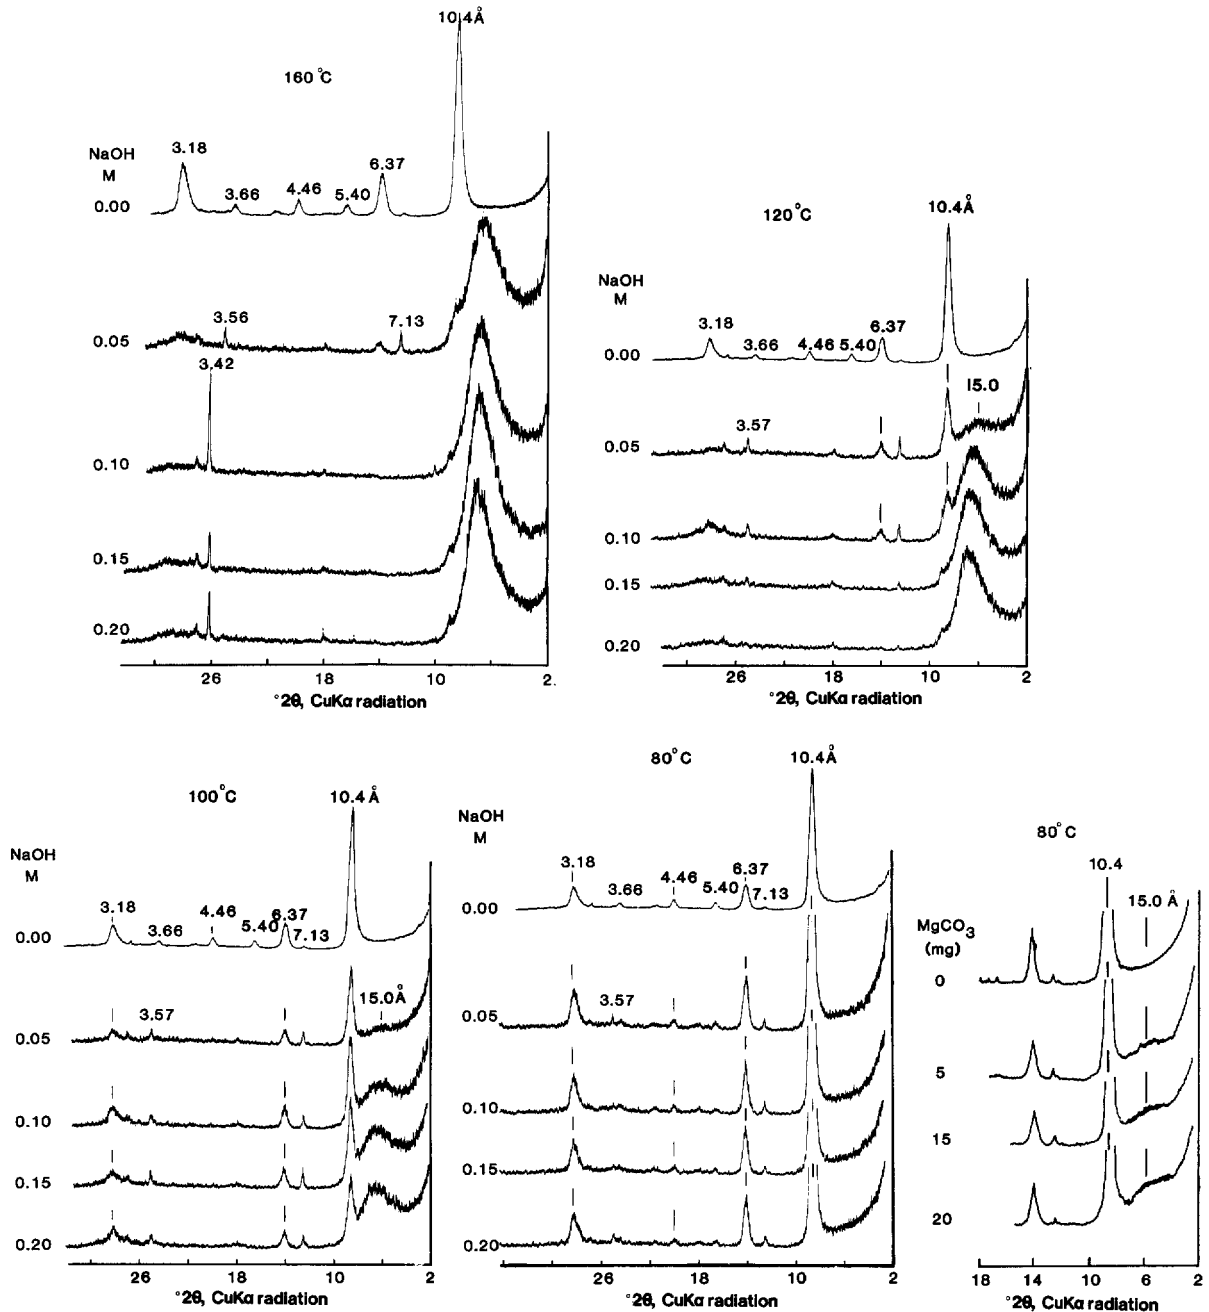 10.4Å
160°C
NaOH
M
3.18
3.66
4.46
5.40
6.37
0.00
0.05
3.56
7.13
3.42
0.10
0.15
0.20
26 18 10 2.
°2θ, CuKα radiation
120°C
10.4Å
NaOH
M
3.18
3.66
4.46
5.40
6.37
0.00
15.0
0.05
3.57
0.10
0.15
0.20
26 18 10 2
°2θ, CuKα radiation
100°C
10.4Å
NaOH
M
3.18
3.66
4.46
5.40
6.37
7.13
0.00
15.0Å
3.57
0.05
0.10
0.15
0.20
26 18 10 2
°2θ, CuKα radiation
80°C
10.4Å
NaOH
M
3.18
3.66
4.46
5.40
6.37
7.13
0.00
3.57
0.05
0.10
0.15
0.20
26 18 10 2
°2θ, CuKα radiation
80°C
10.4
15.0 Å
MgCO3
(mg)
0
5
15
20
18 14 10 6 2
°2θ, CuKα radiation